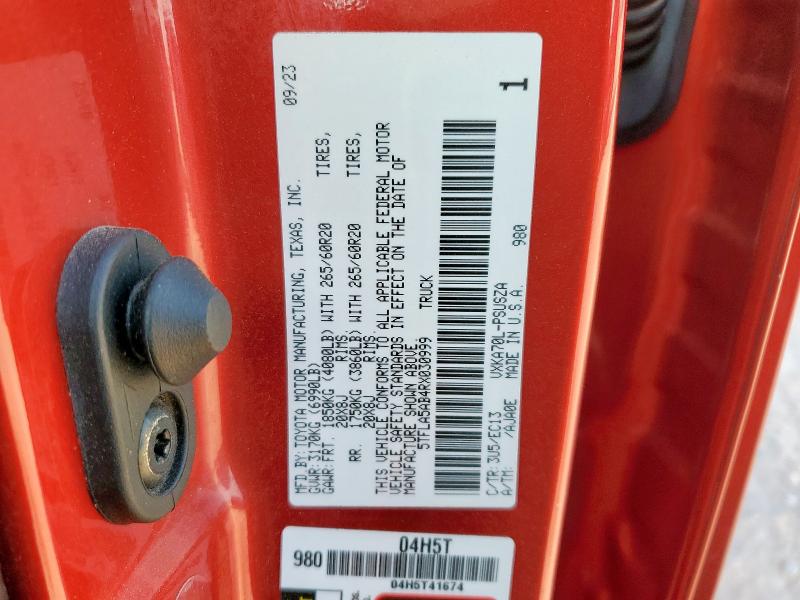 09/23
MFD.BY:TOYOTA MOTOR MANUFACTURING, TEXAS, INC.
GVWR:3170KG (6990LB)
GAWR:FRT. 1850KG (4080LB) WITH 265/60R20 TIRES,
20X8J RIMS.
RR. 1750KG (3860LB) WITH 265/60R20 TIRES,
20X8J RIMS.
THIS VEHICLE CONFORMS TO ALL APPLICABLE FEDERAL MOTOR
VEHICLE SAFETY STANDARDS IN EFFECT ON THE DATE OF
MANUFACTURE SHOWN ABOVE.
5TFLA5AB4RX030999 TRUCK
C/TR:3U5/EC13 VXKA70L-PSUSZA 980
A/TM: /AJA0E MADE IN U.S.A.
1
04H5T
980
04H5T41674